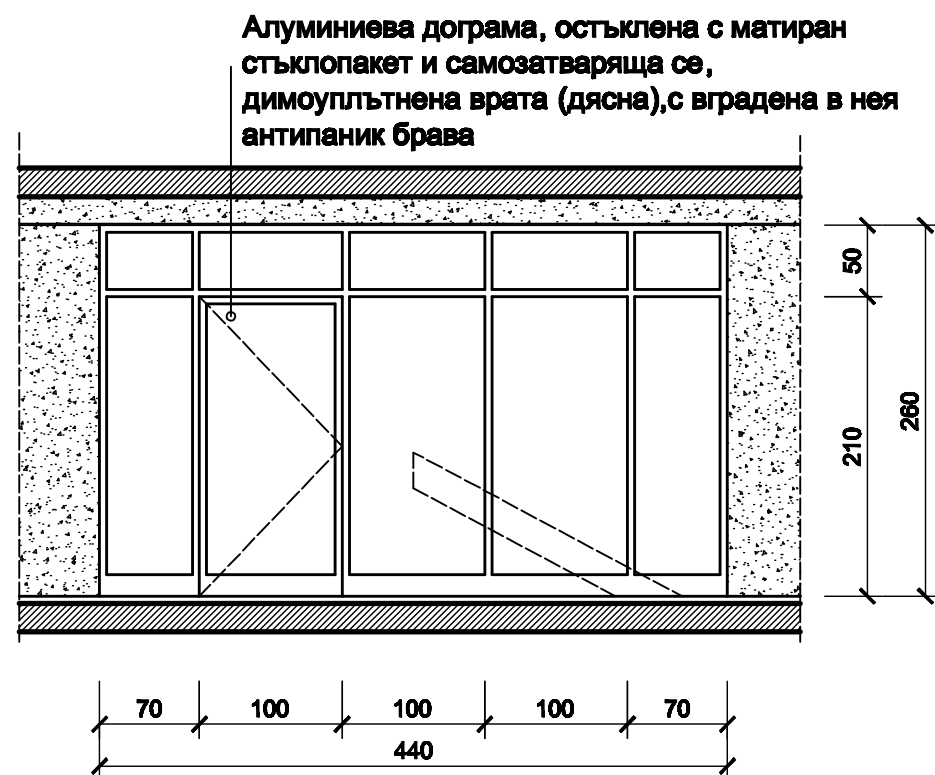 Алуминиева дограма, остъклена с матиран
стъклопакет и самозатваряща се,
димоуплътнена врата (дясна),с вградена в нея
антипаник брава
50
210
260
70
100
100
100
70
440